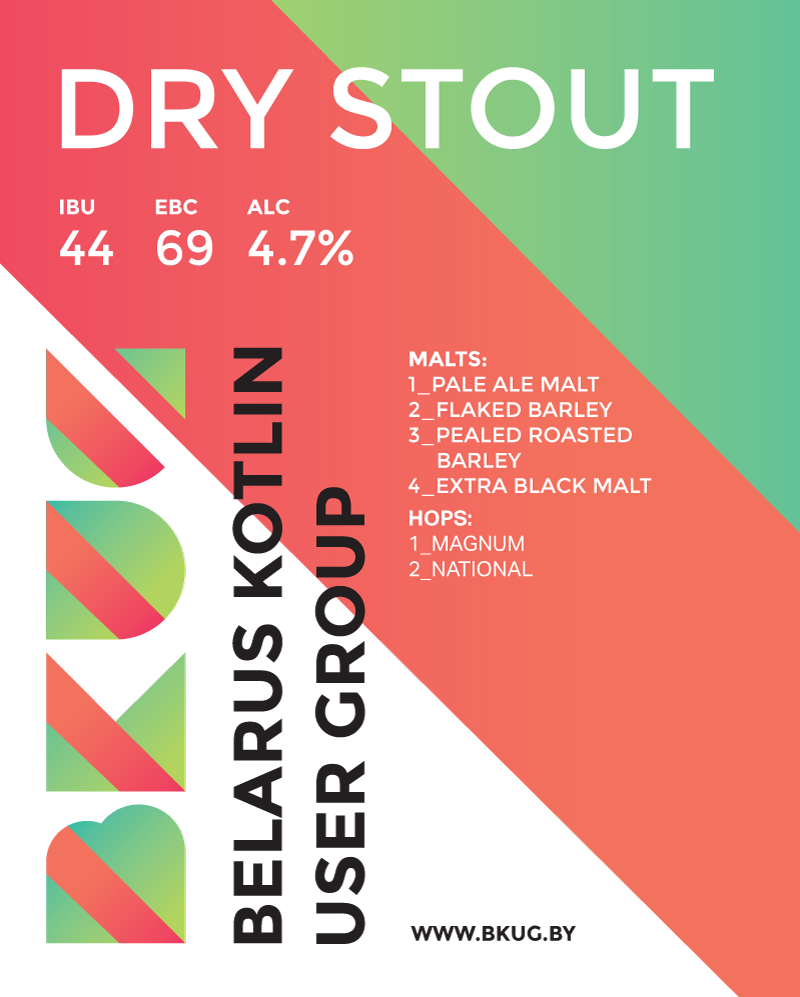 DRY STOUT
IBU EBC ALC
44 69 4.7%
MALTS:
1_PALE ALE MALT
2_FLAKED BARLEY
3_PEALED ROASTED
BARLEY
4_EXTRA BLACK MALT
HOPS:
1_MAGNUM
2_NATIONAL
BKUG
BELARUS KOTLIN
USER GROUP
WWW.BKUG.BY